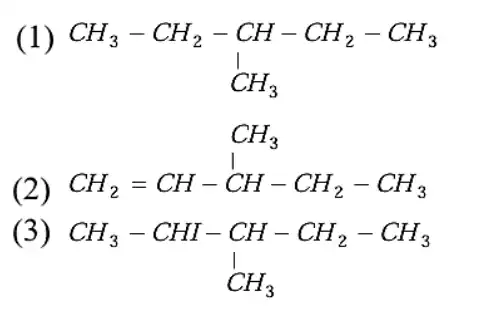 (1) CH₃ − CH₂ − CH − CH₂ − CH₃
|
CH₃
CH₃
|
(2) CH₂ = CH − CH − CH₂ − CH₃
(3) CH₃ − CHI − CH − CH₂ − CH₃
|
CH₃